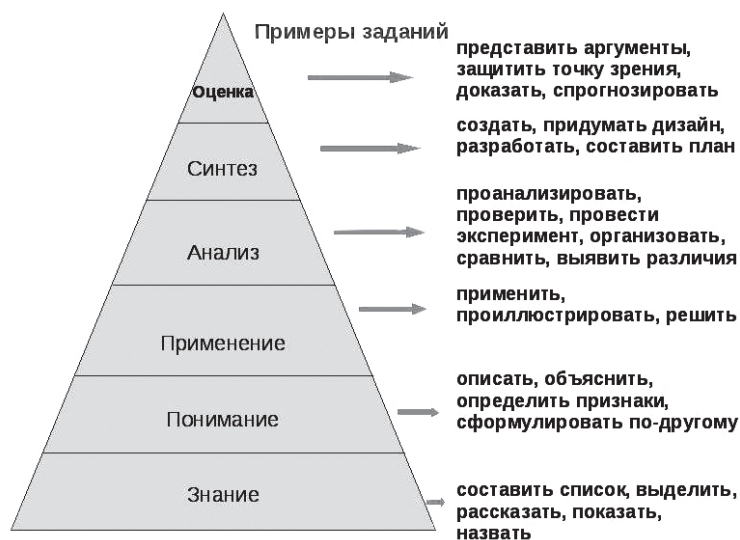 Примеры заданий
Оценка
представить аргументы,
защитить точку зрения,
доказать, спрогнозировать
Синтез
создать, придумать дизайн,
разработать, составить план
Анализ
проанализировать,
проверить, провести
эксперимент, организовать,
сравнить, выявить различия
Применение
применить,
проиллюстрировать, решить
Понимание
описать, объяснить,
определить признаки,
сформулировать по-другому
Знание
составить список, выделить,
рассказать, показать,
назвать